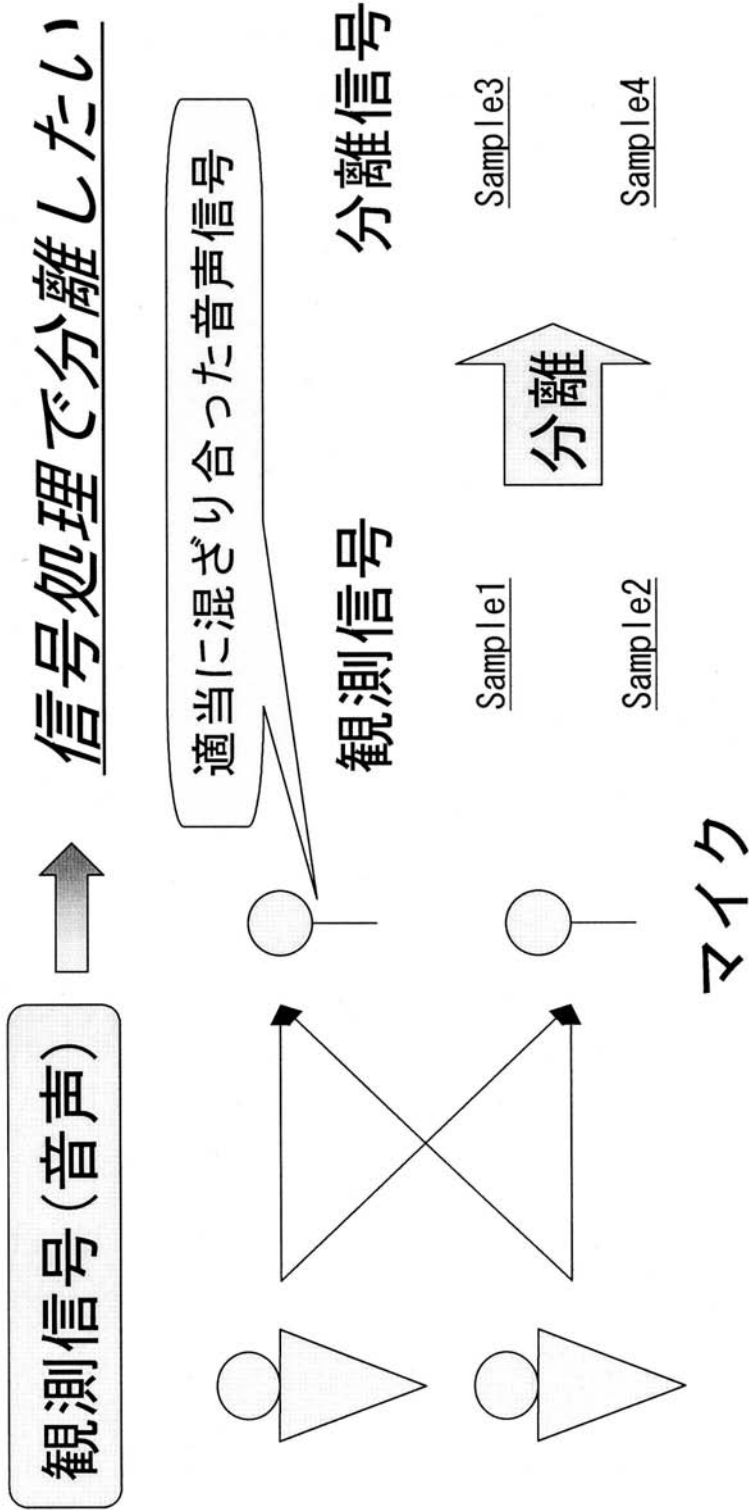 観測信号(音声)
信号処理で分離したい
適当に混ざり合った音声信号
観測信号
分離信号
Sample1
Sample3
分離
Sample2
Sample4
マイク